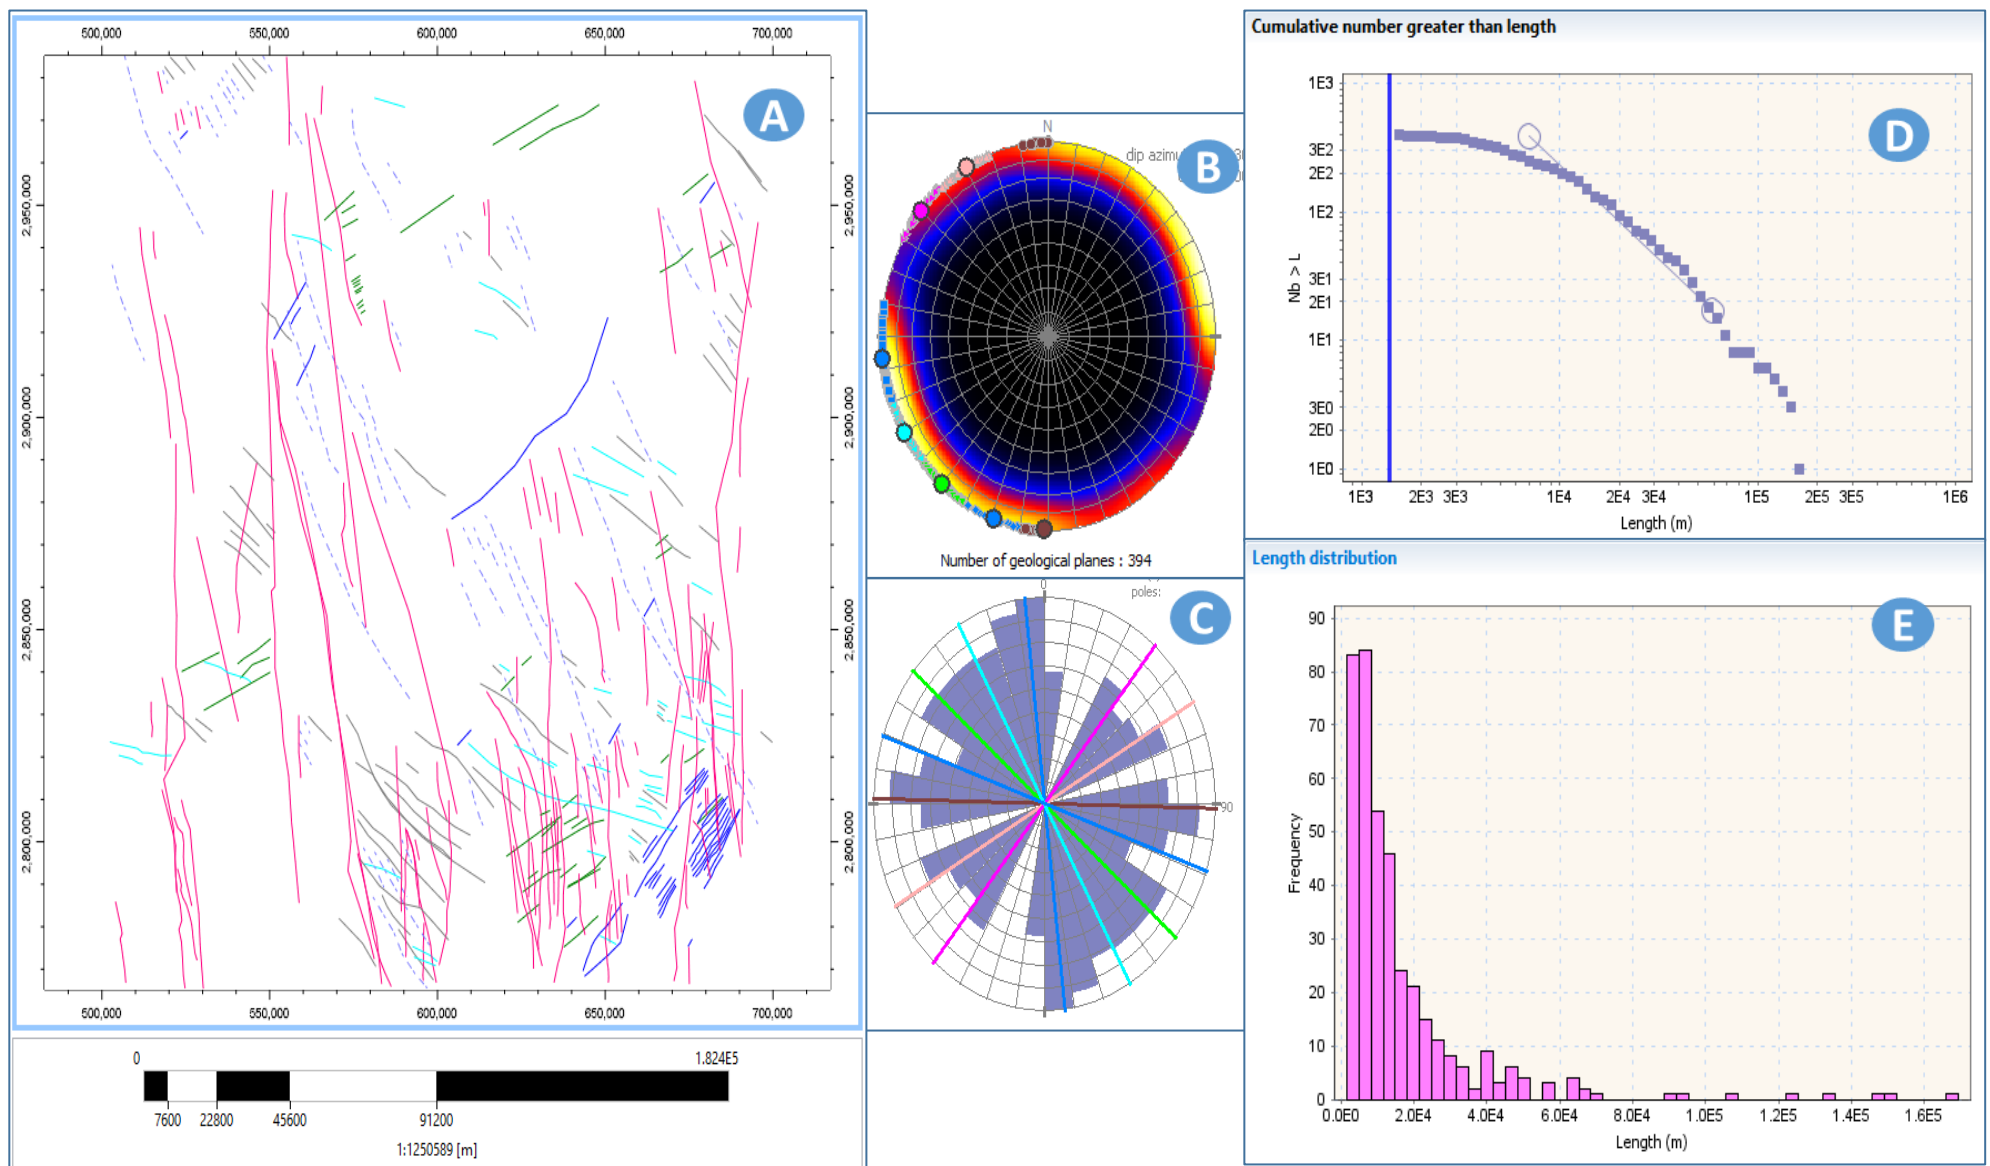 500,000 550,000 600,000 650,000 700,000
A
2,950,000 2,950,000
2,900,000 2,900,000
2,850,000 2,850,000
2,800,000 2,800,000
500,000 550,000 600,000 650,000 700,000
0 1.824E5
7600 22800 45600 91200
1:1250589 [m]
N
dip azimu
B
Number of geological planes : 394
0
poles:
C
90
Cumulative number greater than length
D
1E3
3E2
2E2
1E2
3E1
2E1
1E1
3E0
2E0
1E0
Nb > L
1E3 2E3 3E3 1E4 2E4 3E4 1E5 2E5 3E5 1E6
Length (m)
Length distribution
E
90
80
70
60
50
40
30
20
10
0
Frequency
0.0E0 2.0E4 4.0E4 6.0E4 8.0E4 1.0E5 1.2E5 1.4E5 1.6E5
Length (m)